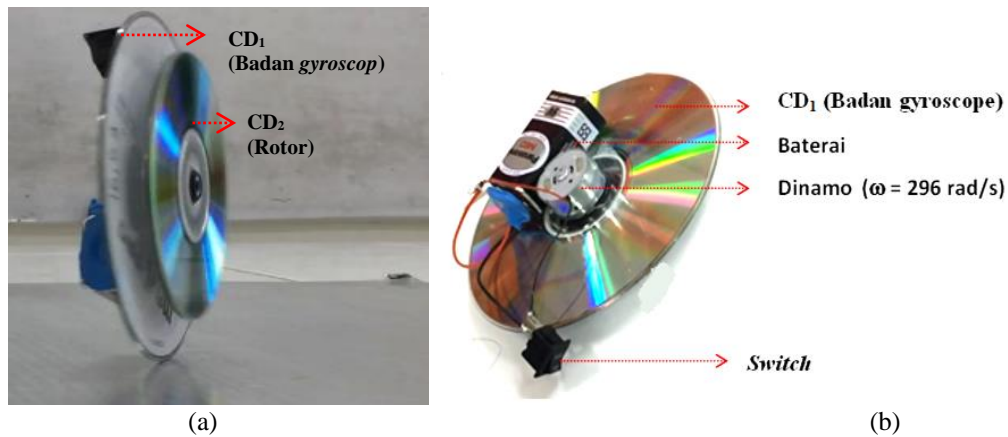 CD₁
(Badan gyroscop)
CD₂
(Rotor)
CD₁ (Badan gyroscope)
Baterai
Dinamo (ω = 296 rad/s)
Switch
(a)
(b)